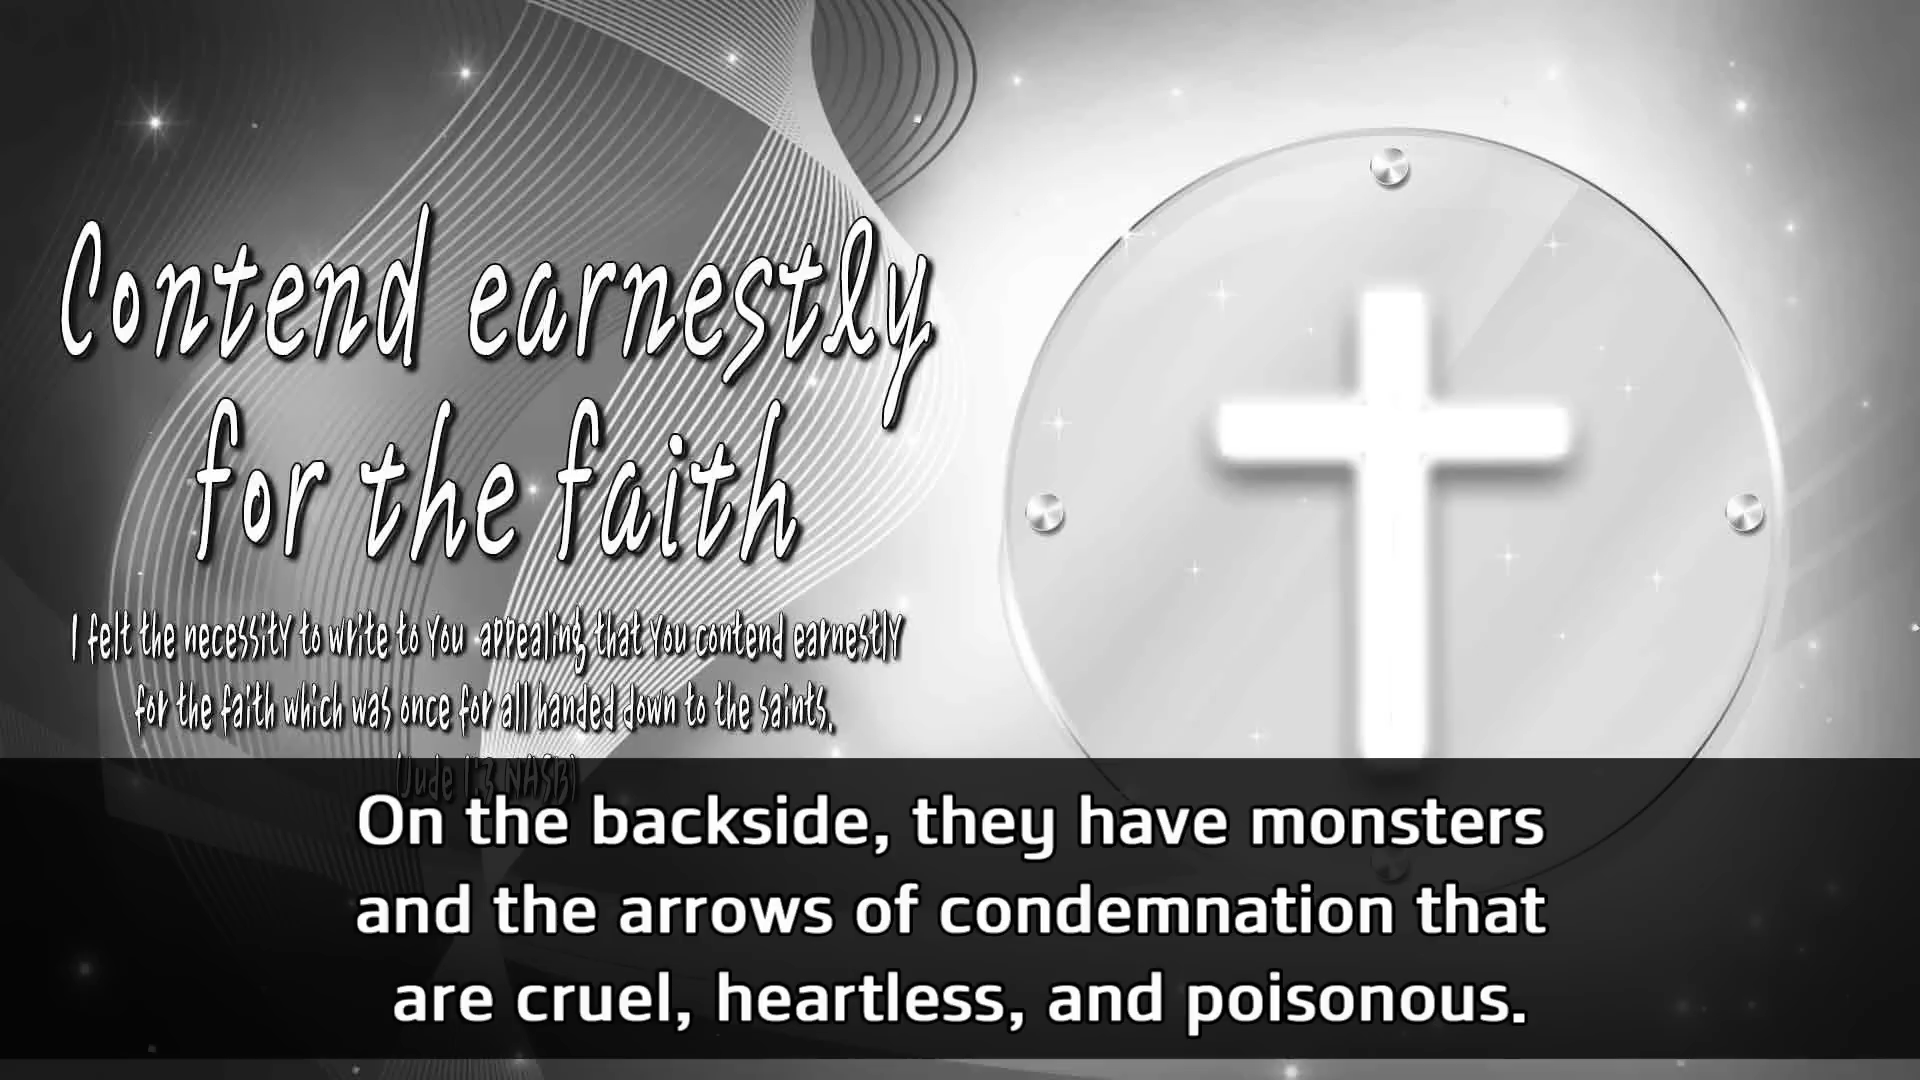 Contend earnestly
for the faith
I felt the necessity to write to you appealing that you contend earnestly
for the faith which was once for all handed down to the saints.
(Jude 1:3 NASB)
On the backside, they have monsters
and the arrows of condemnation that
are cruel, heartless, and poisonous.